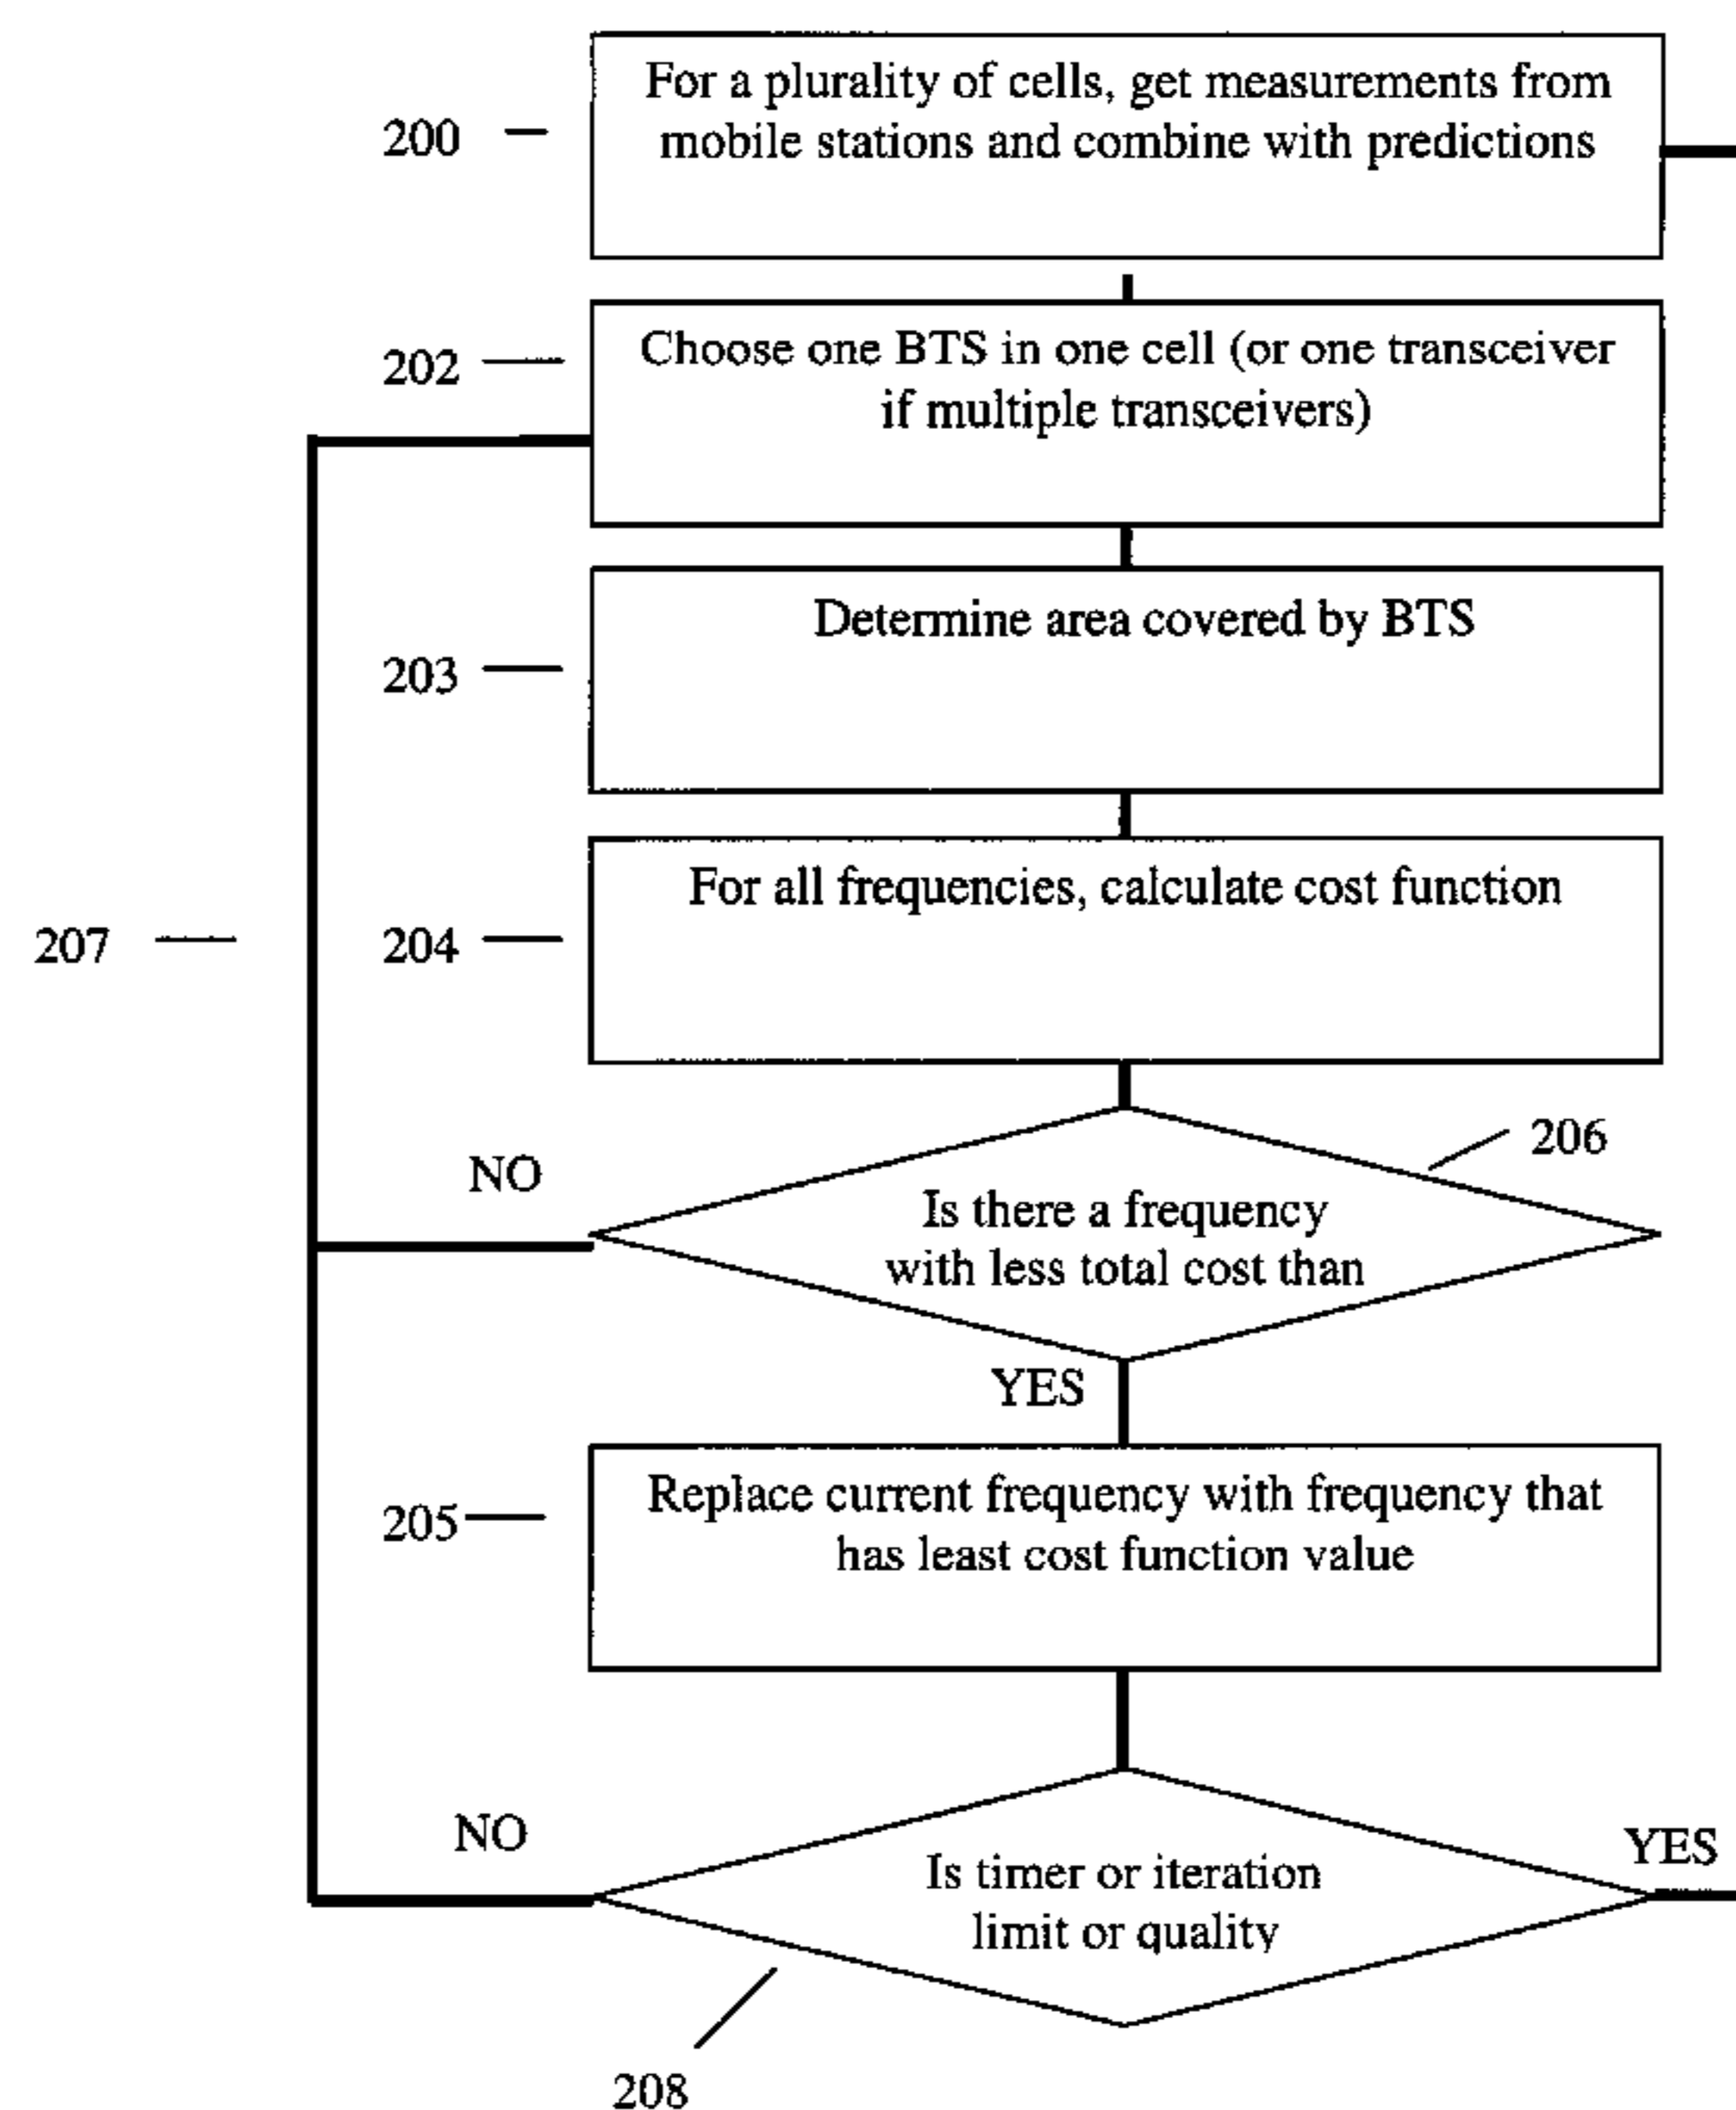 For a plurality of cells, get measurements from
mobile stations and combine with predictions
200
Choose one BTS in one cell (or one transceiver
if multiple transceivers)
202
Determine area covered by BTS
203
For all frequencies, calculate cost function
207
204
206
NO
Is there a frequency
with less total cost than
YES
Replace current frequency with frequency that
has least cost function value
205
NO
YES
Is timer or iteration
limit or quality
208